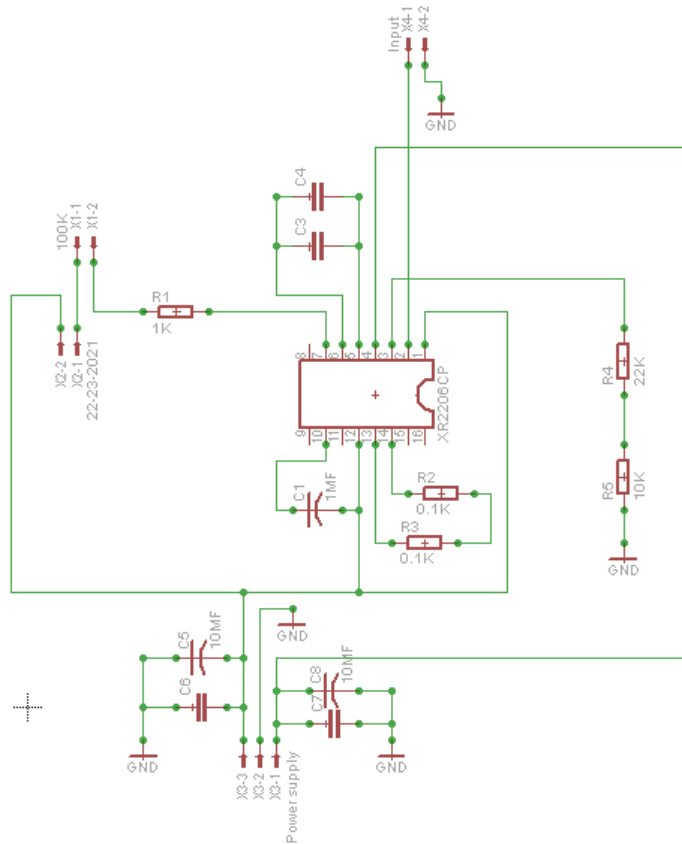 Input
X4-1
X4-2
GND
C4
C3
100K
X1-1
X1-2
R1
1K
X2-2
X2-1
22-23-2021
8
7
6
5
4
3
2
1
XR2206CP
9
10
11
12
13
14
15
16
R4
22K
R5
10K
C1
1MF
R2
0.1K
R3
0.1K
GND
GND
C5
10MF
C6
C8
10MF
C7
GND
GND
X3-3
X3-2
X3-1
Power supply